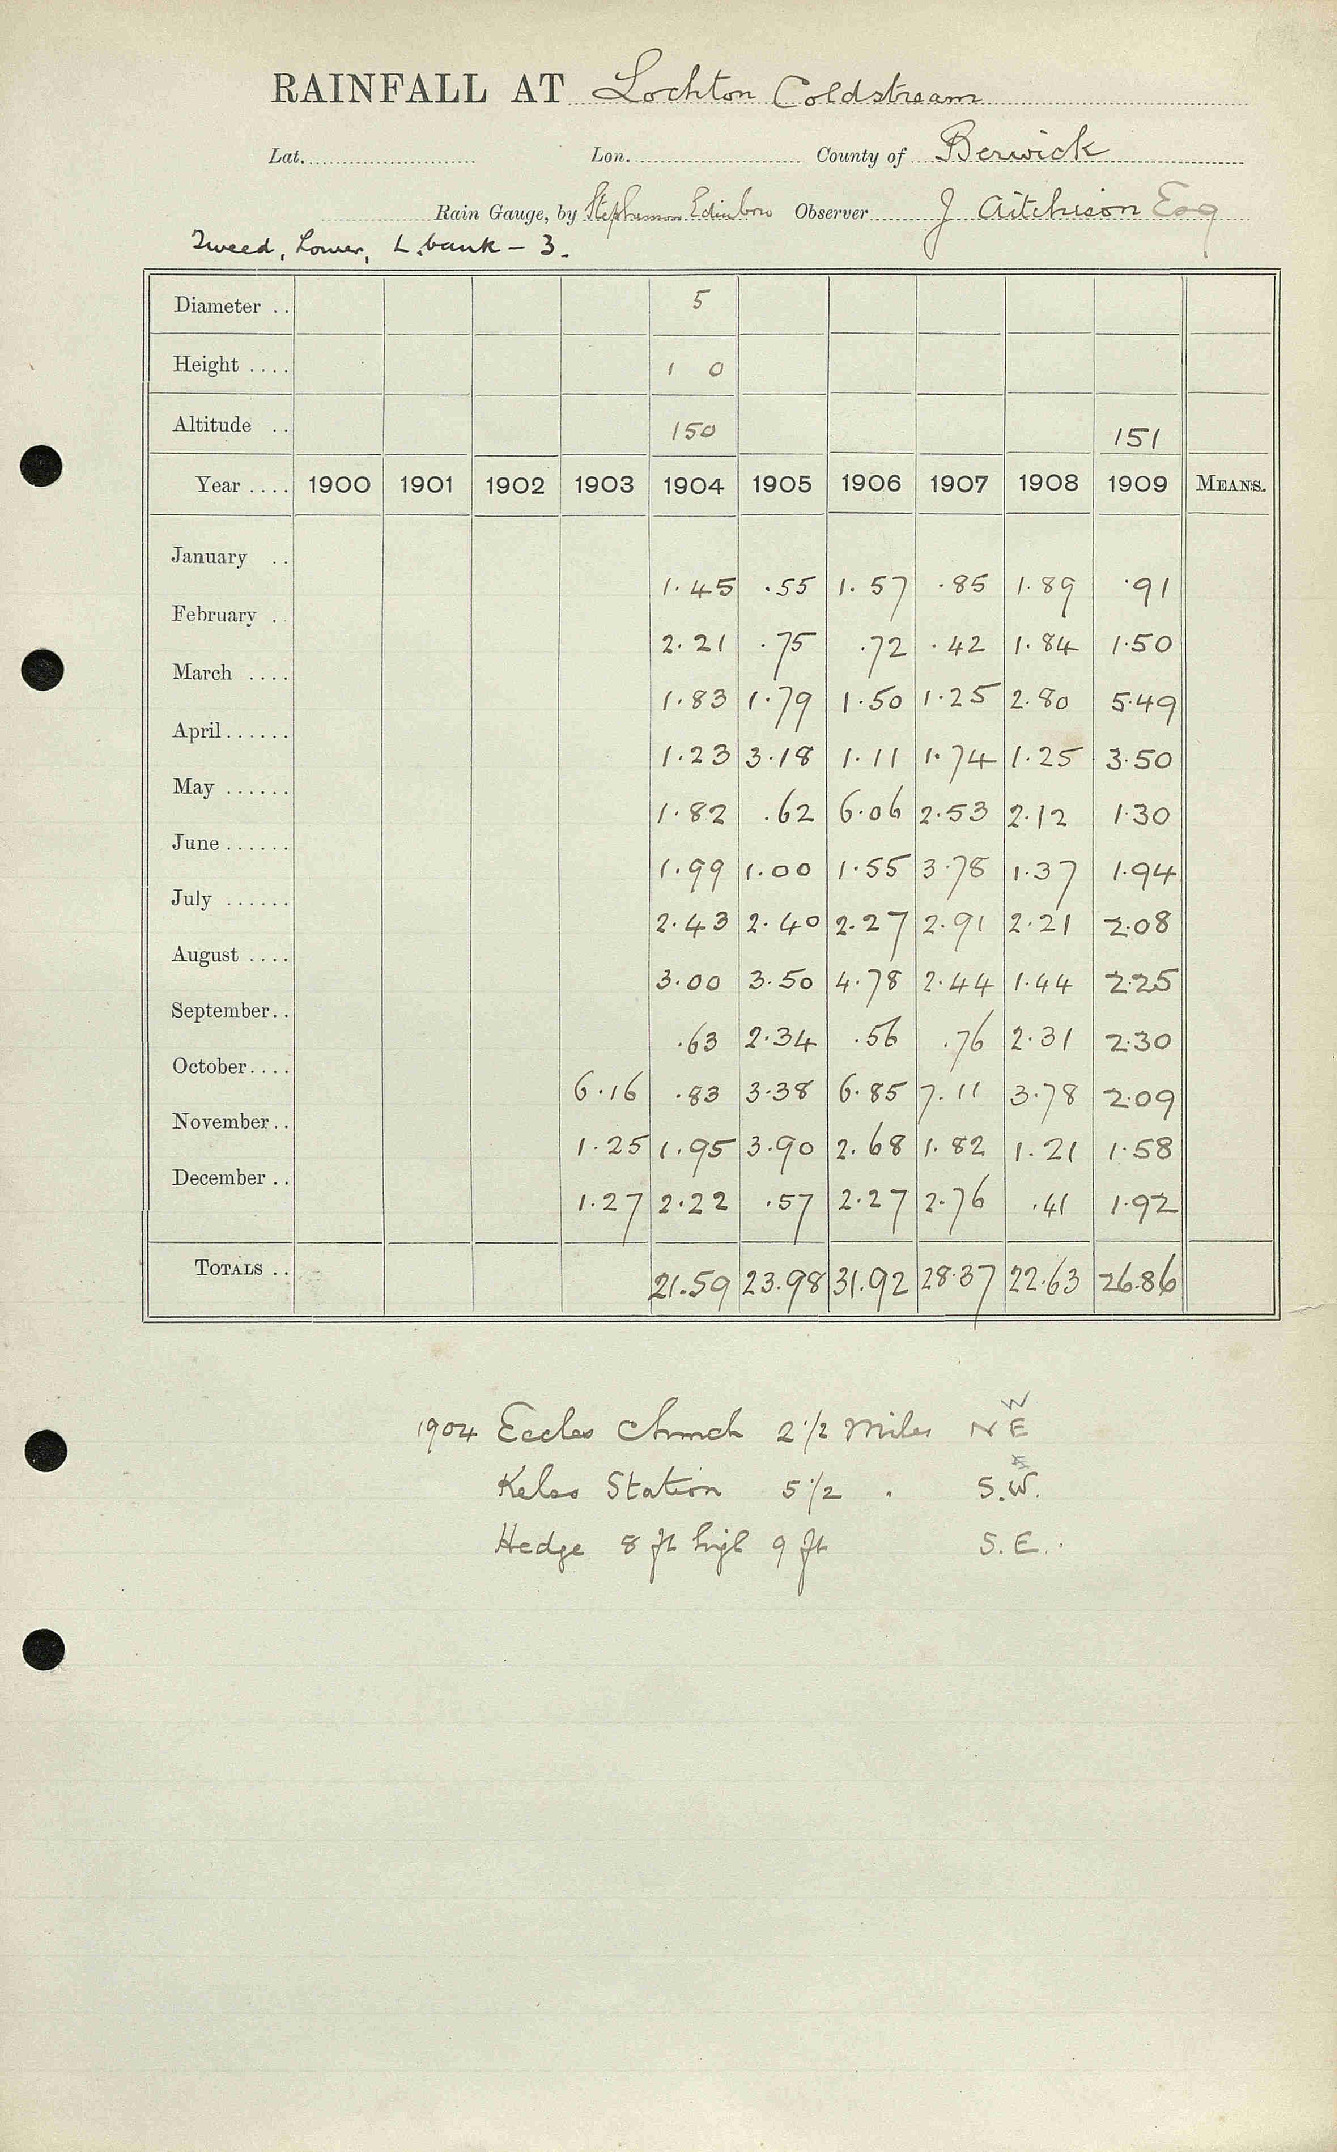 RAINFALL AT Lochton Coldstream
Lat. Lon. County of Berwick
Rain Gauge, by Observer J Aitchison Esq
Tweed, Lower, L. bank - 3.
Diameter .. 5
Height .... 1 0
Altitude .. 150 151
Year .... 1900 1901 1902 1903 1904 1905 1906 1907 1908 1909 MEANS.
January .. 1.45 .55 1.57 .85 1.89 .91
February .. 2.21 .75 .72 .42 1.84 1.50
March .... 1.83 1.79 1.50 1.25 2.80 5.49
April...... 1.23 3.18 1.11 1.74 1.25 3.50
May ...... 1.82 .62 6.06 2.53 2.12 1.30
June ...... 1.99 1.00 1.55 3.78 1.37 1.94
July ...... 2.43 2.40 2.27 2.91 2.21 2.08
August .... 3.00 3.50 4.78 2.44 1.44 2.25
September.. .63 2.34 .56 .76 2.31 2.30
October.... 6.16 .83 3.38 6.85 7.11 3.78 2.09
November.. 1.25 1.95 3.90 2.68 1.82 1.21 1.58
December .. 1.27 2.22 .57 2.27 2.76 .41 1.92
TOTALS .. 21.59 23.98 31.92 28.37 22.63 26.86
W
1904 Eccles Church 2 1/2 Miles N E
E
Kelso Station 5 1/2 . S.W.
Hedge 8 ft high 9 ft S.E.